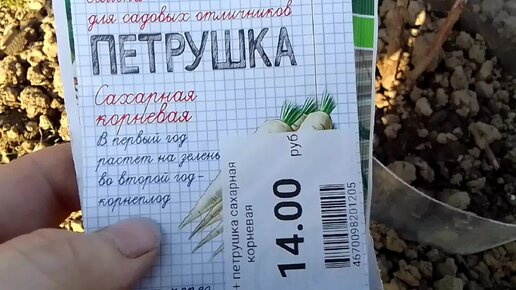 для садовых отличников
ПЕТРУШКА
Сахарная
корневая
В первый год
растет на зелень
во второй год-
корнеплод
+ петрушка сахарная
корневая
14.00 руб
4670098201205